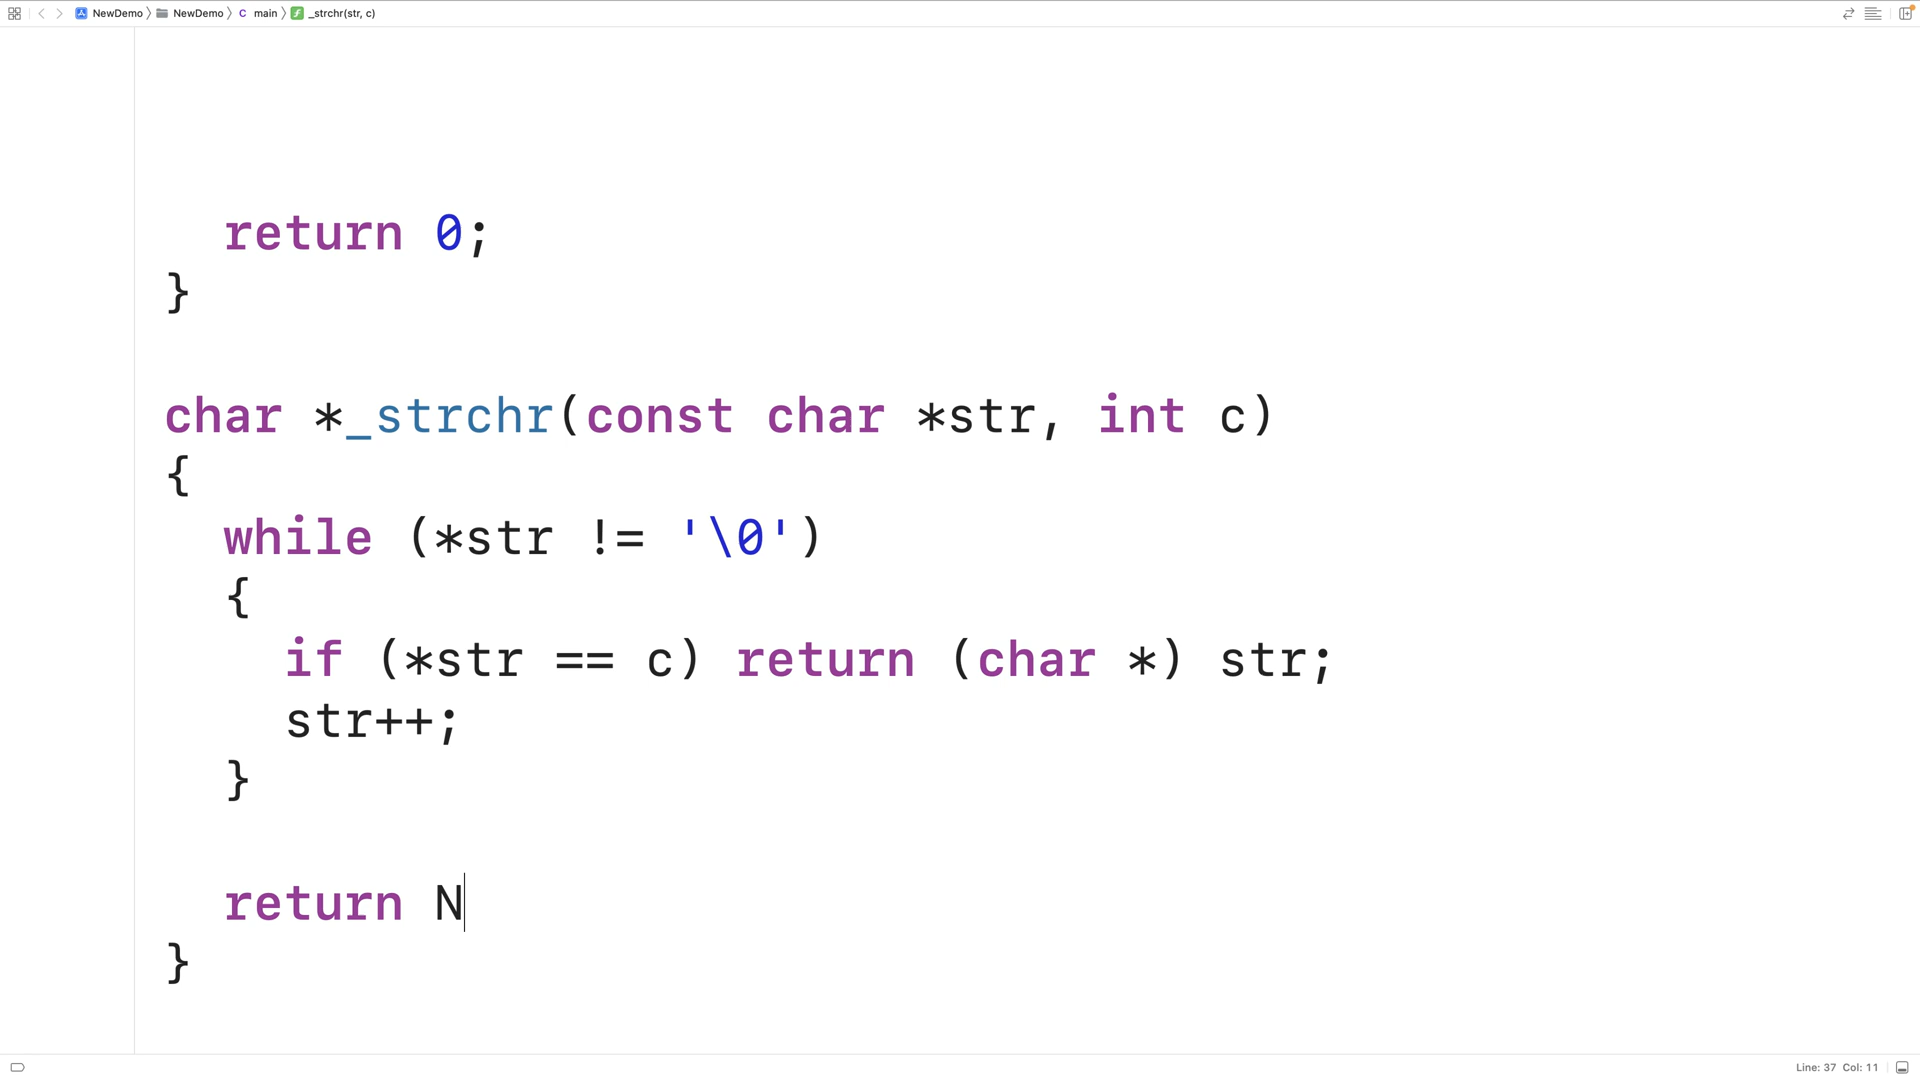 NewDemo NewDemo C main f _strchr(str, c)
return 0;
}
char *_strchr(const char *str, int c)
{
while (*str != '\0')
{
if (*str == c) return (char *) str;
str++;
}
return N
}
Line: 37 Col: 11